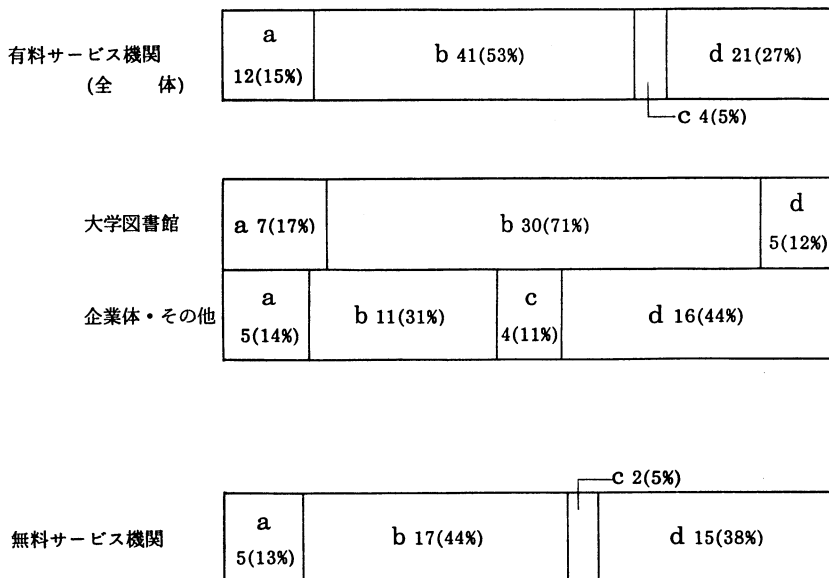 有料サービス機関
(全　　体)
a
12(15%)
b 41(53%)
d 21(27%)
c 4(5%)
大学図書館
a 7(17%)
b 30(71%)
d
5(12%)
企業体・その他
a
5(14%)
b 11(31%)
c
4(11%)
d 16(44%)
c 2(5%)
無料サービス機関
a
5(13%)
b 17(44%)
d 15(38%)